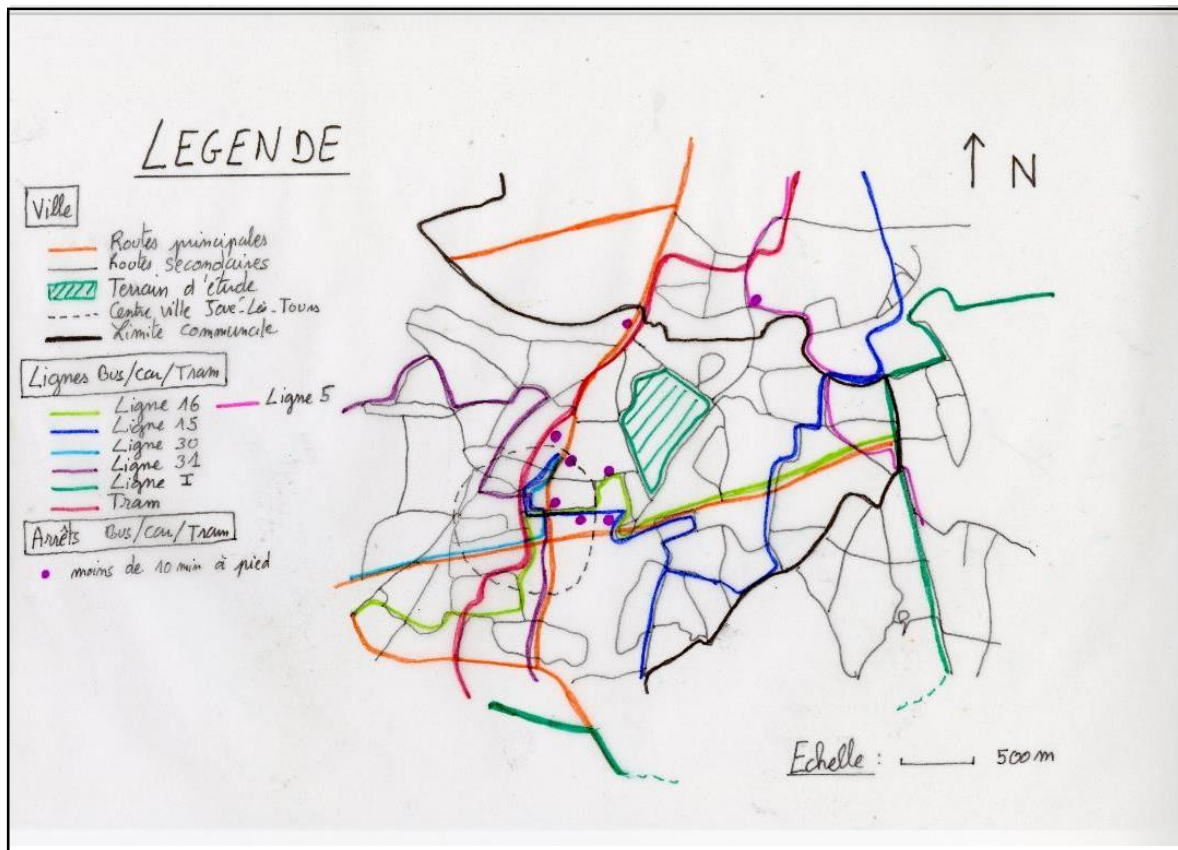 LEGENDE
N
Ville
Routes principales
Routes secondaires
Terrain d'étude
Centre ville Joué-Lès-Tours
Limite communale
Lignes Bus/Car/Tram
Ligne 16
Ligne 5
Ligne 15
Ligne 30
Ligne 31
Ligne I
Tram
Arrêts Bus/Car/Tram
moins de 10 min à pied
Echelle : 500m